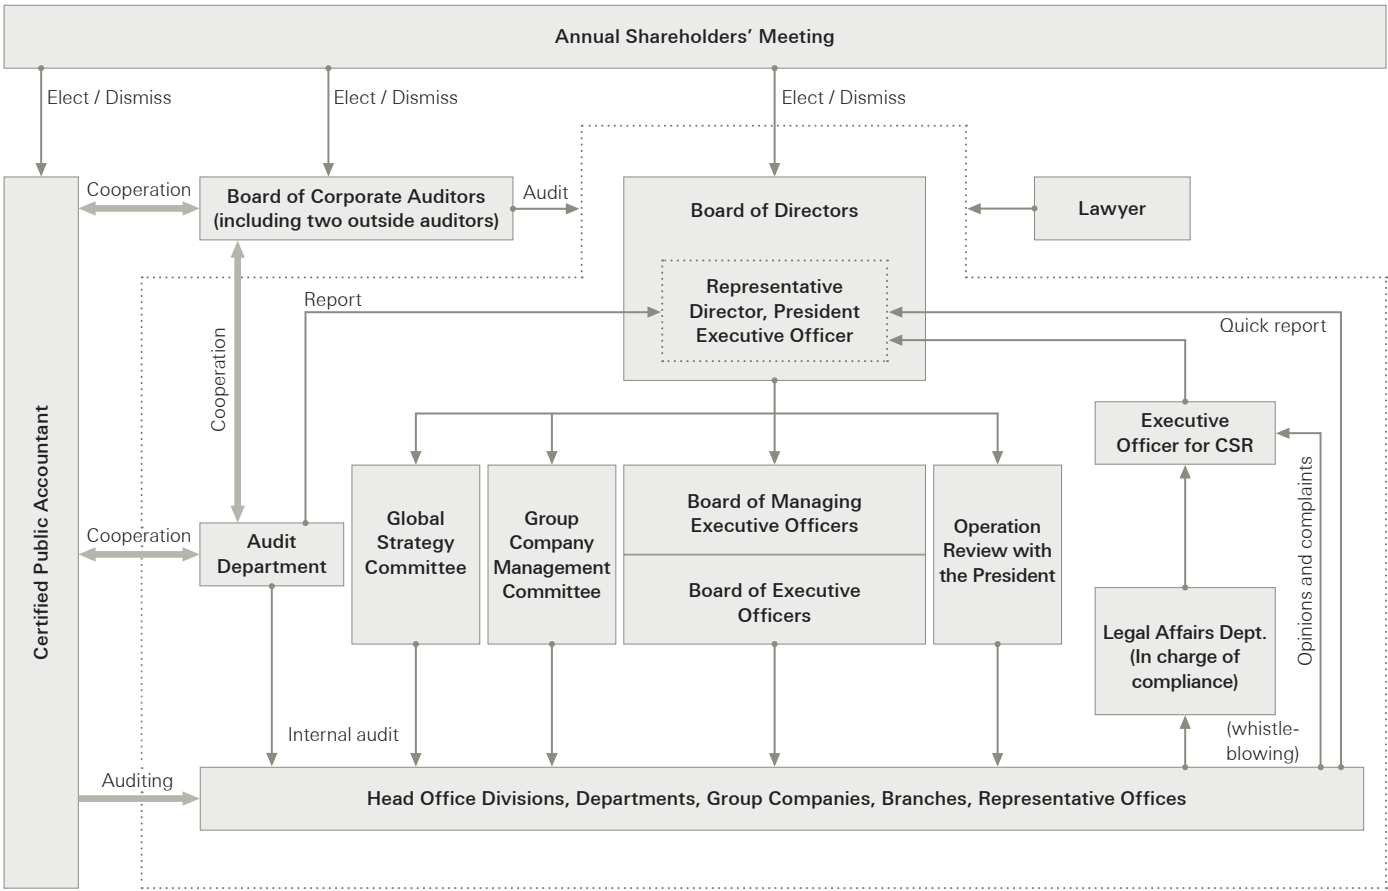 Annual Shareholders’ Meeting
Elect / Dismiss
Elect / Dismiss
Elect / Dismiss
Cooperation
Board of Corporate Auditors
(including two outside auditors)
Audit
Board of Directors
Lawyer
Representative
Director, President
Executive Officer
Report
Quick report
Cooperation
Certified Public Accountant
Executive
Officer for CSR
Opinions and complaints
Cooperation
Audit
Department
Global
Strategy
Committee
Group
Company
Management
Committee
Board of Managing
Executive Officers
Board of Executive
Officers
Operation
Review with
the President
Legal Affairs Dept.
(In charge of
compliance)
Internal audit
(whistle-
blowing)
Auditing
Head Office Divisions, Departments, Group Companies, Branches, Representative Offices